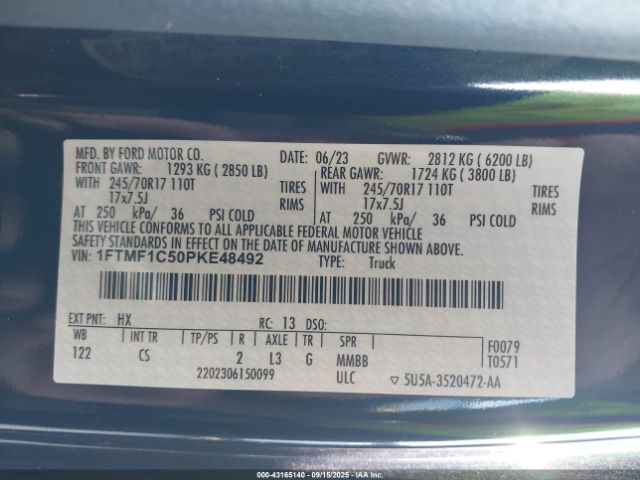 MFD. BY FORD MOTOR CO. DATE: 06/23 GVWR: 2812 KG ( 6200 LB)
FRONT GAWR: 1293 KG ( 2850 LB) REAR GAWR: 1724 KG ( 3800 LB)
WITH 245/70R17 110T TIRES WITH 245/70R17 110T TIRES
17x7.5J RIMS 17x7.5J RIMS
AT 250 kPa/ 36 PSI COLD AT 250 kPa/ 36 PSI COLD
THIS VEHICLE CONFORMS TO ALL APPLICABLE FEDERAL MOTOR VEHICLE
SAFETY STANDARDS IN EFFECT ON THE DATE OF MANUFACTURE SHOWN ABOVE.
VIN: 1FTMF1C50PKE48492 TYPE: Truck
EXT PNT: HX RC: 13 DSO:
WB INT TR TP/PS R AXLE TR SPR F0079
122 CS 2 L3 G MMBB T0571
2202306150099 ULC ▽ 5U5A-3520472-AA
000-43165140 - 09/15/2025 - IAAI.com